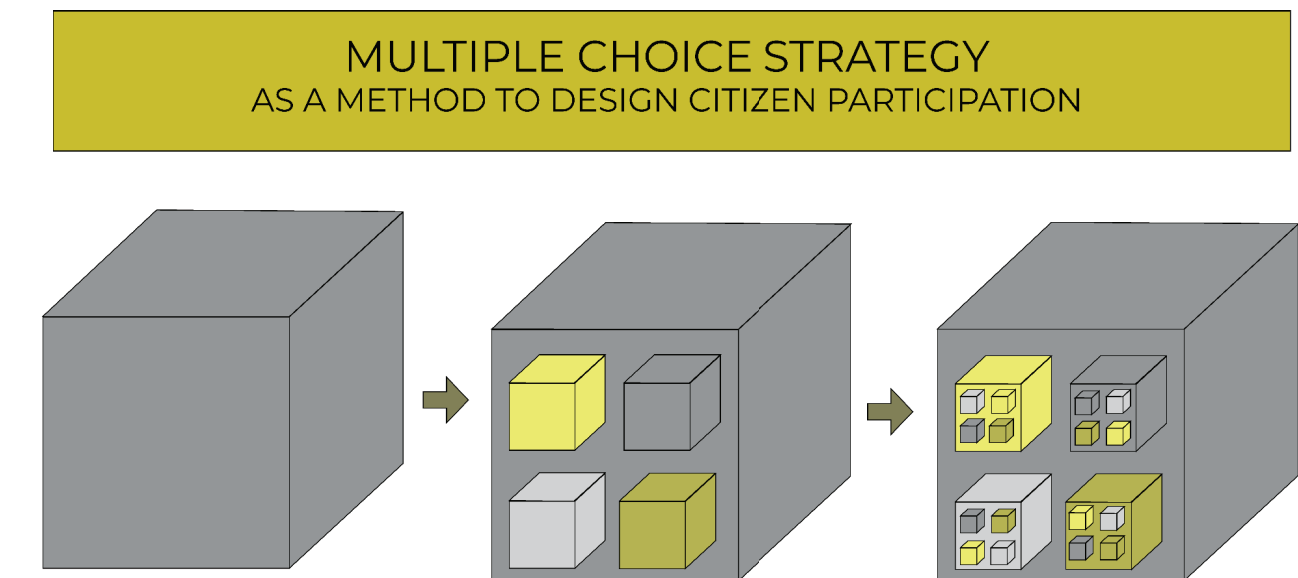 MULTIPLE CHOICE STRATEGY
AS A METHOD TO DESIGN CITIZEN PARTICIPATION